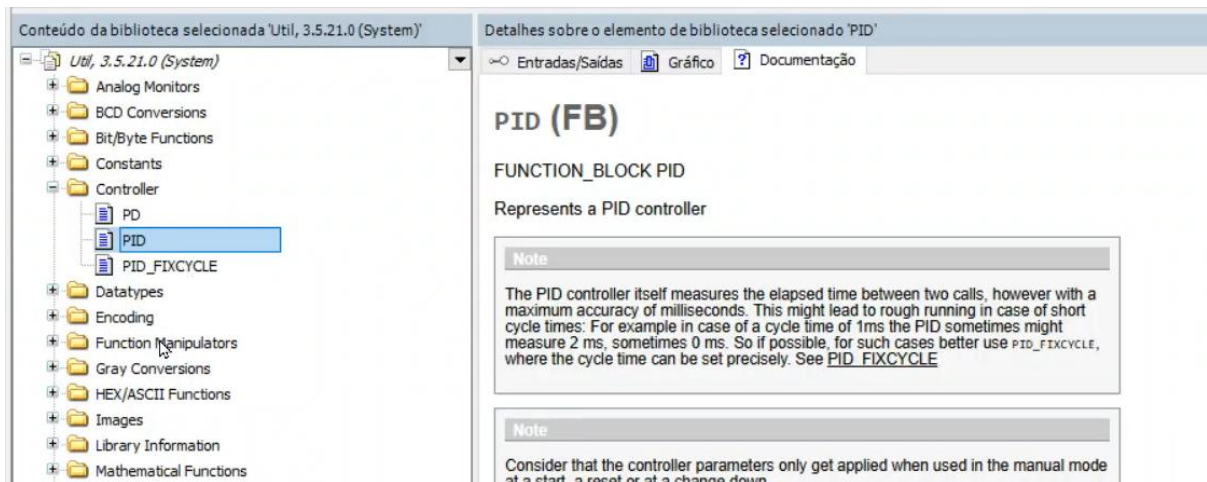 Conteúdo da biblioteca selecionada 'Util, 3.5.21.0 (System)'
Util, 3.5.21.0 (System)
Analog Monitors
BCD Conversions
Bit/Byte Functions
Constants
Controller
PD
PID
PID_FIXCYCLE
Datatypes
Encoding
Function Manipulators
Gray Conversions
HEX/ASCII Functions
Images
Library Information
Mathematical Functions
Detalhes sobre o elemento de biblioteca selecionado 'PID'
Entradas/Saídas Gráfico Documentação
PID (FB)
FUNCTION_BLOCK PID
Represents a PID controller
Note
The PID controller itself measures the elapsed time between two calls, however with a
maximum accuracy of milliseconds. This might lead to rough running in case of short
cycle times: For example in case of a cycle time of 1ms the PID sometimes might
measure 2 ms, sometimes 0 ms. So if possible, for such cases better use PID_FIXCYCLE,
where the cycle time can be set precisely. See PID_FIXCYCLE
Note
Consider that the controller parameters only get applied when used in the manual mode
at a start, a reset or at a change down